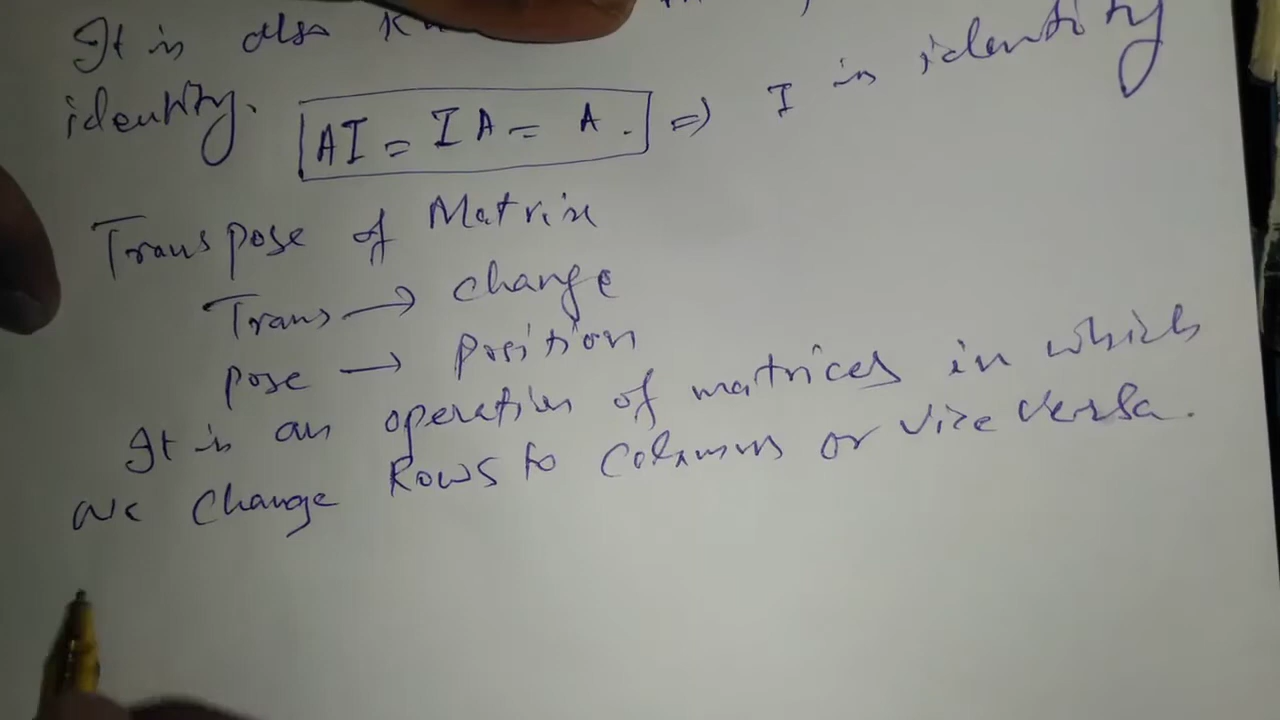 It is also
identity. AI = IA = A. ⇒ I is identity
Transpose of Matrix
Trans → change
pose → position
It is an operation of matrices in which
we change Rows to Columns or vice versa.